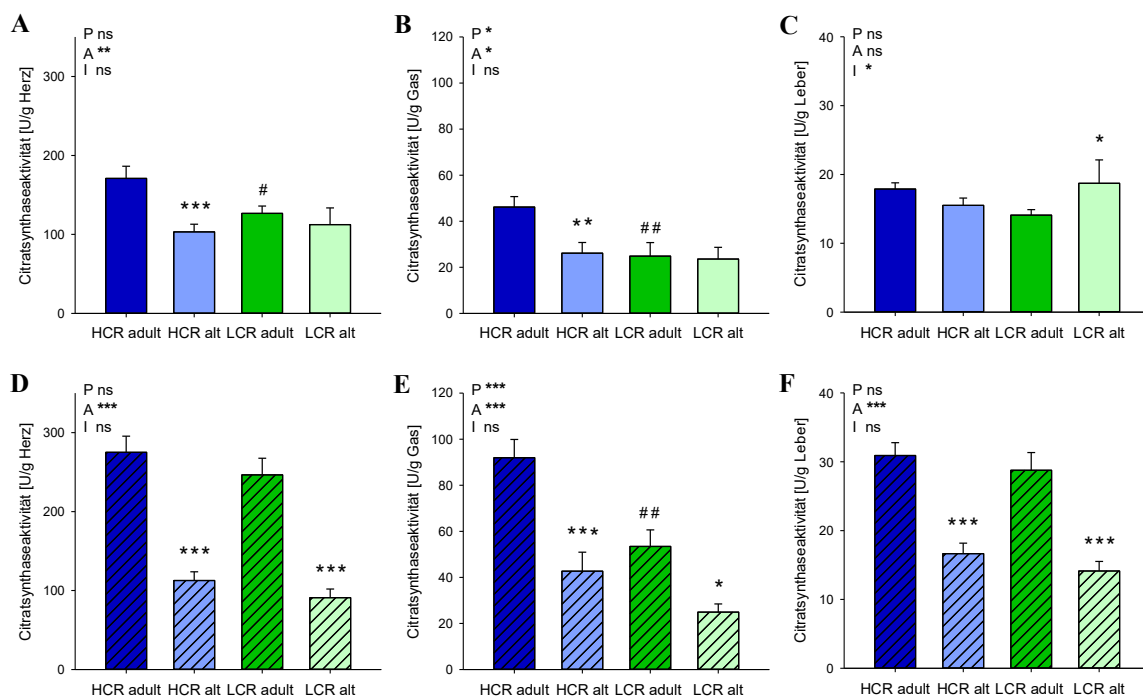 A
P ns
A **
I ns
Citratsynthaseaktivität [U/g Herz]
300
200
100
0
***
#
HCR adult HCR alt LCR adult LCR alt
B
P *
A *
I ns
Citratsynthaseaktivität [U/g Gas]
120
100
80
60
40
20
0
**
##
HCR adult HCR alt LCR adult LCR alt
C
P ns
A ns
I *
Citratsynthaseaktivität [U/g Leber]
40
30
20
10
0
*
HCR adult HCR alt LCR adult LCR alt
D
P ns
A ***
I ns
Citratsynthaseaktivität [U/g Herz]
300
200
100
0
***
***
HCR adult HCR alt LCR adult LCR alt
E
P ***
A ***
I ns
Citratsynthaseaktivität [U/g Gas]
120
100
80
60
40
20
0
***
##
*
HCR adult HCR alt LCR adult LCR alt
F
P ns
A ***
I ns
Citratsynthaseaktivität [U/g Leber]
40
30
20
10
0
***
***
HCR adult HCR alt LCR adult LCR alt